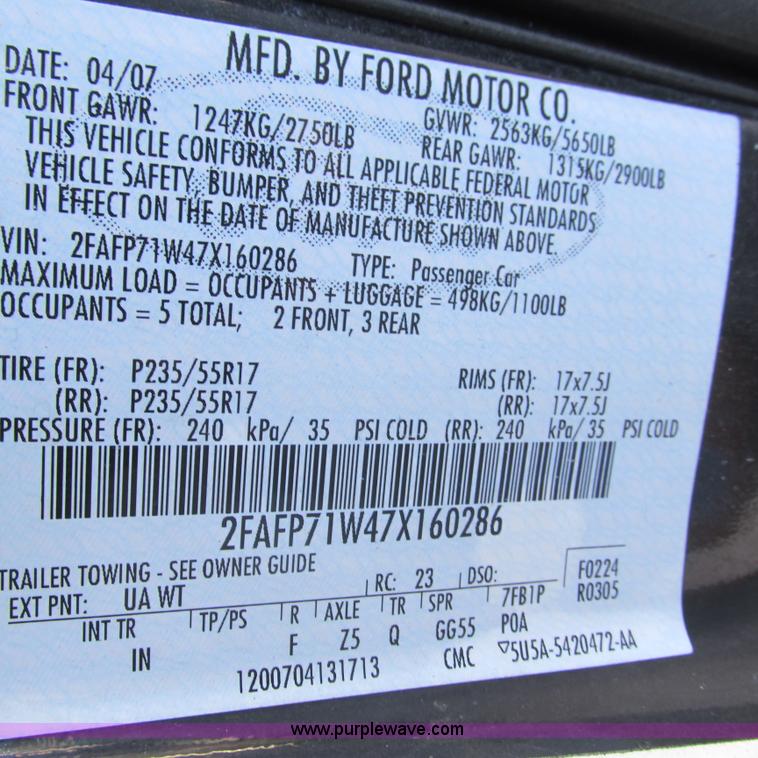 MFD. BY FORD MOTOR CO.
DATE: 04/07
GVWR: 2563KG/5650LB
FRONT GAWR: 1247KG/2750LB
REAR GAWR: 1315KG/2900LB
THIS VEHICLE CONFORMS TO ALL APPLICABLE FEDERAL MOTOR
VEHICLE SAFETY, BUMPER, AND THEFT PREVENTION STANDARDS
IN EFFECT ON THE DATE OF MANUFACTURE SHOWN ABOVE.
VIN: 2FAFP71W47X160286 TYPE: Passenger Car
MAXIMUM LOAD = OCCUPANTS + LUGGAGE = 498KG/1100LB
OCCUPANTS = 5 TOTAL; 2 FRONT, 3 REAR
TIRE (FR): P235/55R17 RIMS (FR): 17x7.5J
(RR): P235/55R17 (RR): 17x7.5J
PRESSURE (FR): 240 kPa/ 35 PSI COLD (RR): 240 kPa/ 35 PSI COLD
2FAFP71W47X160286
TRAILER TOWING - SEE OWNER GUIDE
EXT PNT: UA WT RC: 23 DSO: F0224
R0305
INT TR TP/PS R AXLE TR SPR 7FB1P
IN F Z5 Q GG55 POA
1200704131713 CMC ▽5U5A-5420472-AA
www.purplewave.com